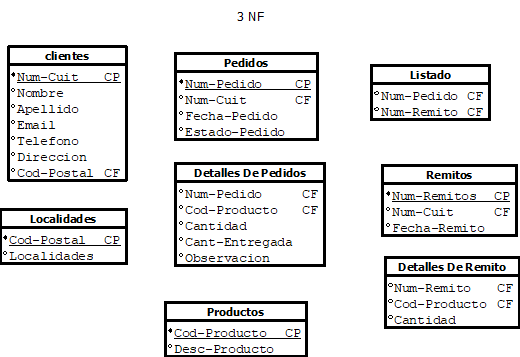 3 NF
clientes
Num-Cuit CP
Nombre
Apellido
Email
Telefono
Direccion
Cod-Postal CF
Localidades
Cod-Postal CP
Localidades
Pedidos
Num-Pedido CP
Num-Cuit CF
Fecha-Pedido
Estado-Pedido
Detalles De Pedidos
Num-Pedido CF
Cod-Producto CF
Cantidad
Cant-Entregada
Observacion
Productos
Cod-Producto CP
Desc-Producto
Listado
Num-Pedido CF
Num-Remito CF
Remitos
Num-Remitos CP
Num-Cuit CF
Fecha-Remito
Detalles De Remito
Num-Remito CF
Cod-Producto CF
Cantidad